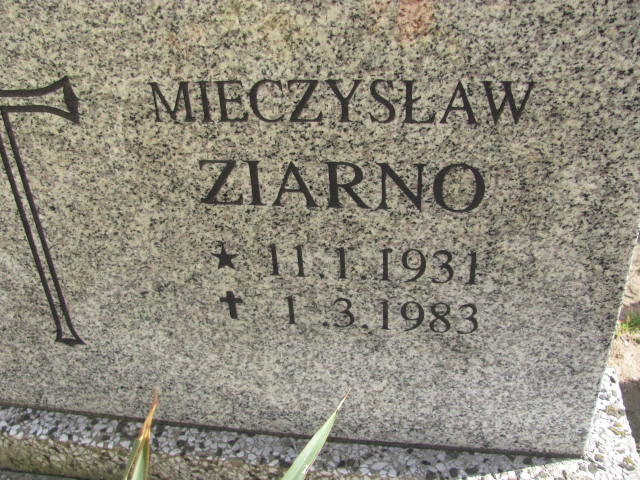 MIECZYSŁAW
ZIARNO
★ 11.1.1931
✝ 1.3.1983